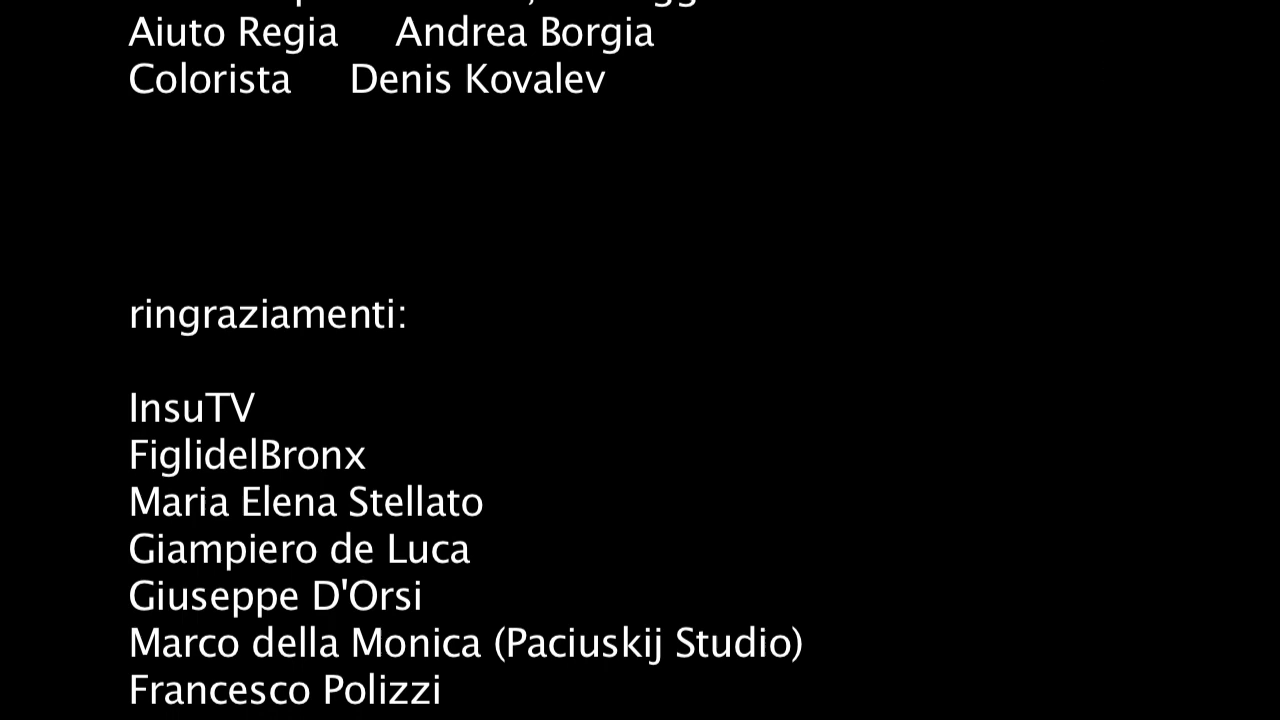 Aiuto Regia Andrea Borgia
Colorista Denis Kovalev
ringraziamenti:
InsuTV
FiglidelBronx
Maria Elena Stellato
Giampiero de Luca
Giuseppe D'Orsi
Marco della Monica (Paciuskij Studio)
Francesco Polizzi